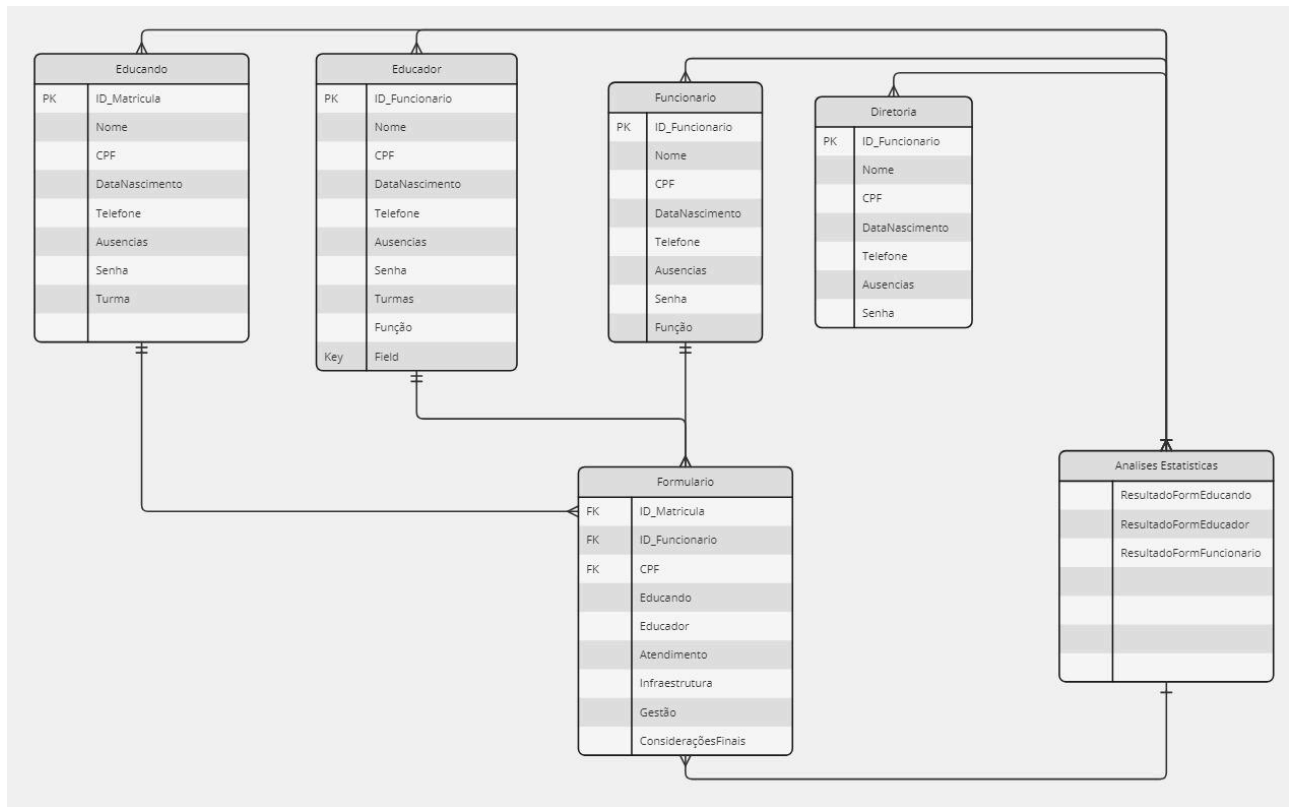 Educando
PK ID_Matricula
Nome
CPF
DataNascimento
Telefone
Ausencias
Senha
Turma
Educador
PK ID_Funcionario
Nome
CPF
DataNascimento
Telefone
Ausencias
Senha
Turmas
Função
Key Field
Funcionario
PK ID_Funcionario
Nome
CPF
DataNascimento
Telefone
Ausencias
Senha
Função
Diretoria
PK ID_Funcionario
Nome
CPF
DataNascimento
Telefone
Ausencias
Senha
Formulario
FK ID_Matricula
FK ID_Funcionario
FK CPF
Educando
Educador
Atendimento
Infraestrutura
Gestão
ConsideraçõesFinais
Analises Estatisticas
ResultadoFormEducando
ResultadoFormEducador
ResultadoFormFuncionario